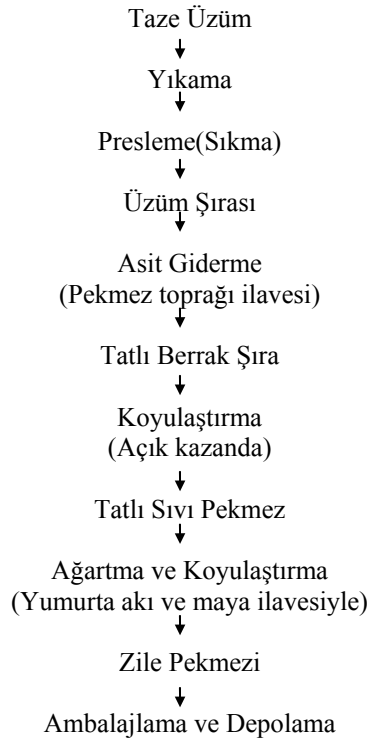 Taze Üzüm
Yıkama
Presleme(Sıkma)
Üzüm Şırası
Asit Giderme
(Pekmez toprağı ilavesi)
Tatlı Berrak Şıra
Koyulaştırma
(Açık kazanda)
Tatlı Sıvı Pekmez
Ağartma ve Koyulaştırma
(Yumurta akı ve maya ilavesiyle)
Zile Pekmezi
Ambalajlama ve Depolama